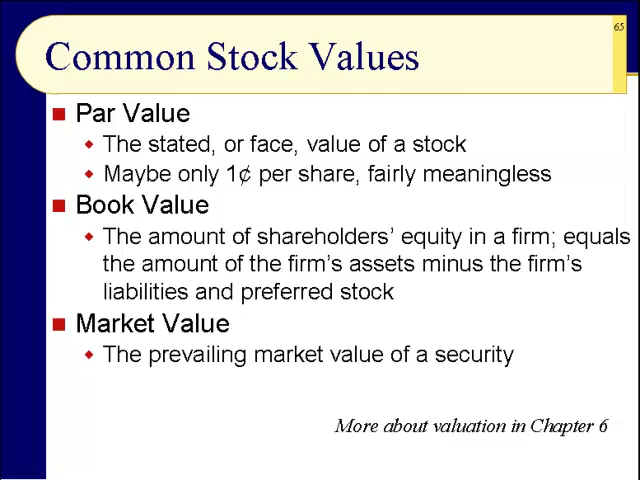 65
Common Stock Values
Par Value
The stated, or face, value of a stock
Maybe only 1¢ per share, fairly meaningless
Book Value
The amount of shareholders’ equity in a firm; equals
the amount of the firm’s assets minus the firm’s
liabilities and preferred stock
Market Value
The prevailing market value of a security
More about valuation in Chapter 6